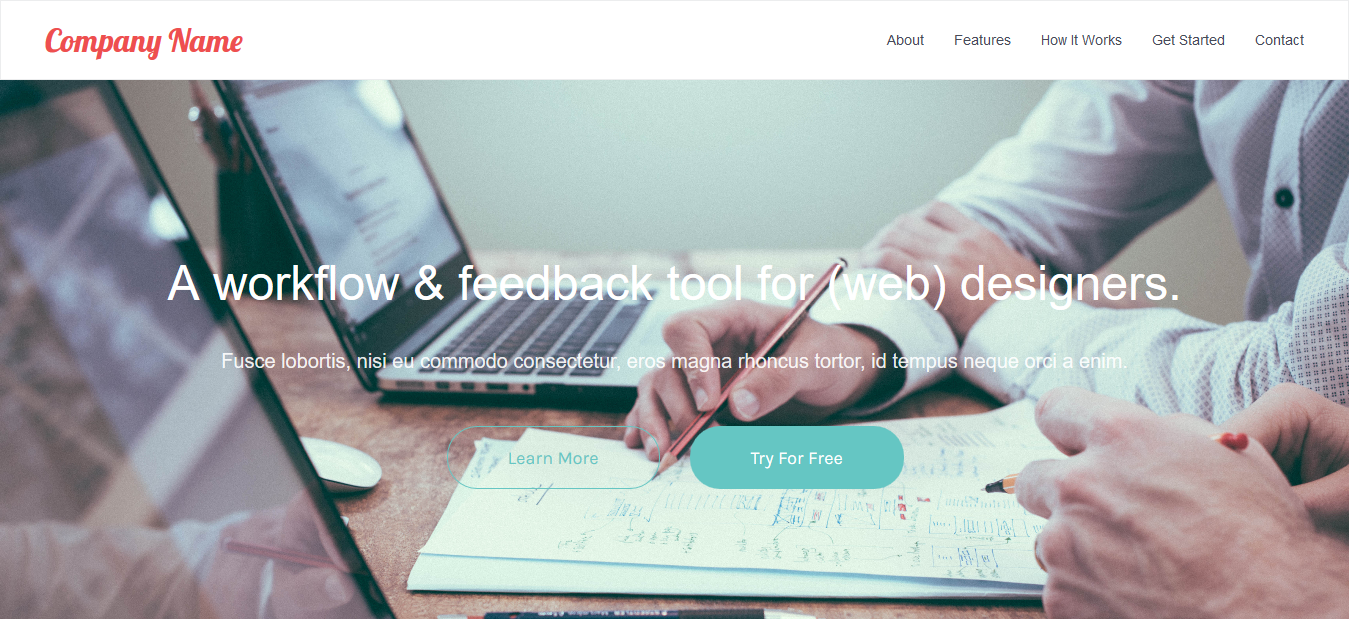 Company Name
About Features How It Works Get Started Contact
A workflow & feedback tool for (web) designers.
Fusce lobortis, nisi eu commodo consectetur, eros magna rhoncus tortor, id tempus neque orci a enim.
Learn More Try For Free